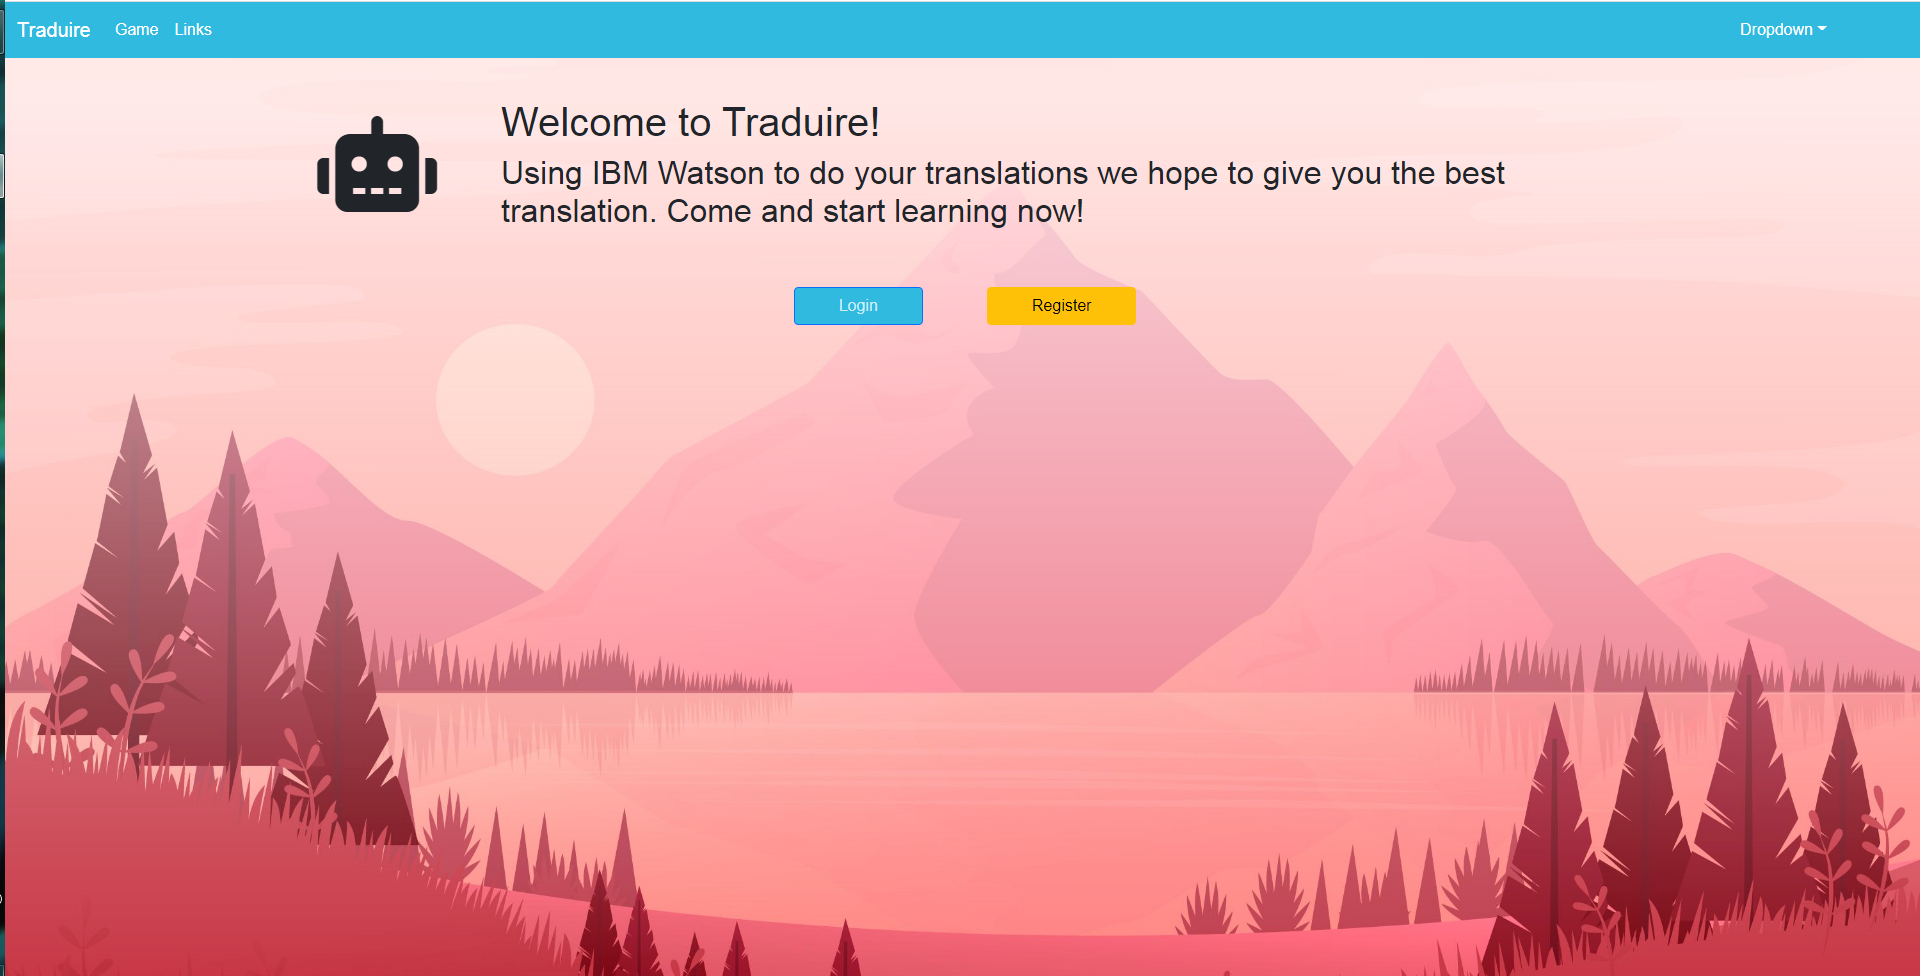 Traduire Game Links Dropdown
Welcome to Traduire!
Using IBM Watson to do your translations we hope to give you the best
translation. Come and start learning now!
Login Register